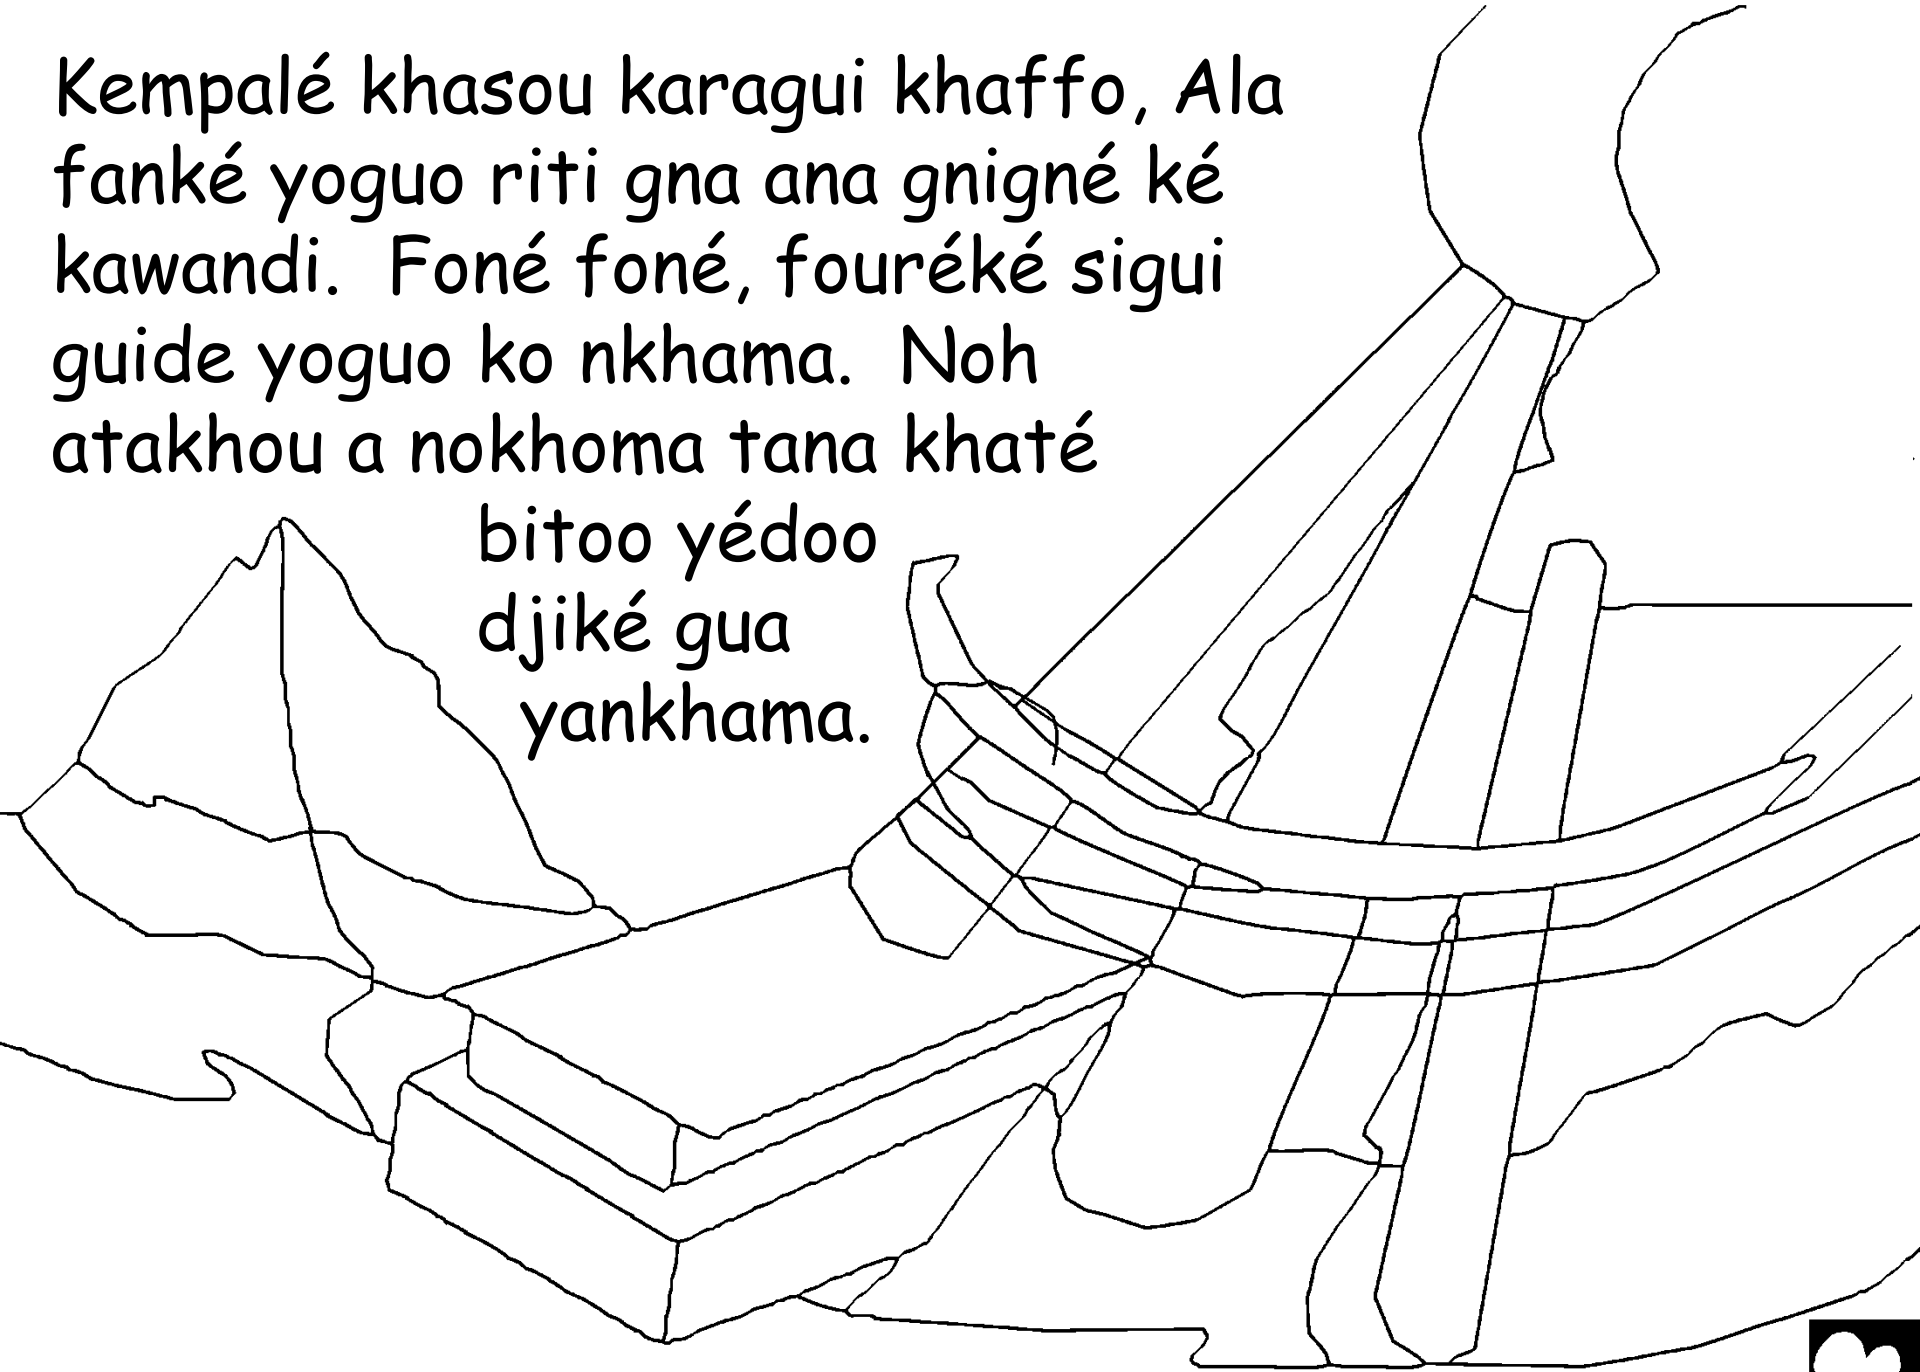 Kempalé khasou karagui khaffo, Ala
fanké yoguo riti gna ana gnigné ké
kawandi.  Foné foné, fouréké sigui
guide yoguo ko nkhama.  Noh
atakhou a nokhoma tana khaté
bitoo yédoo
djiké gua
yankhama.